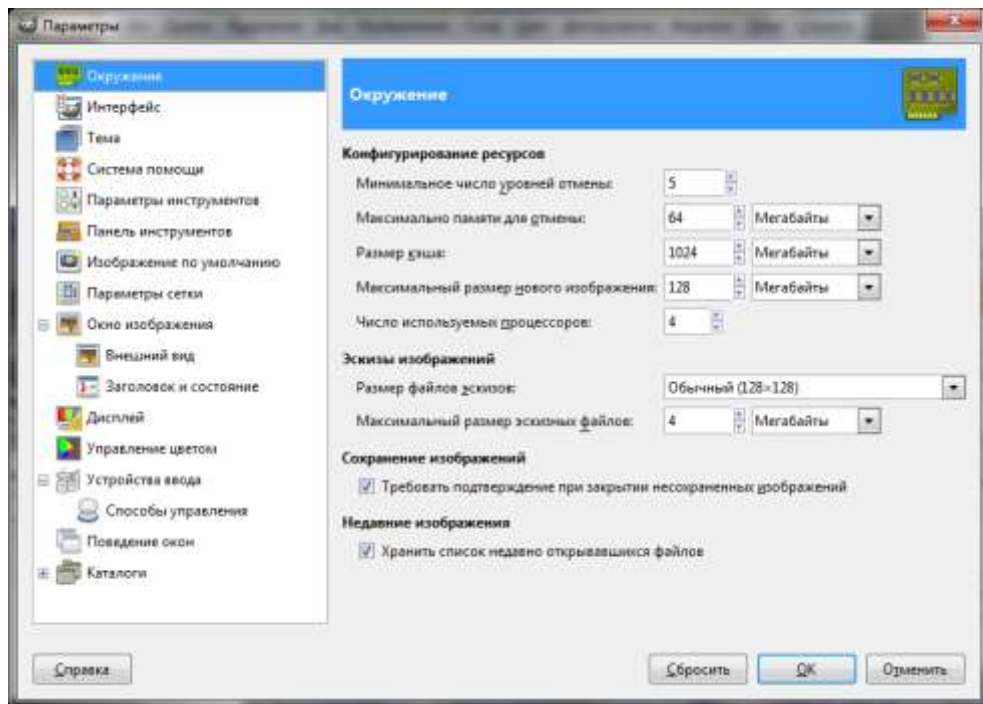 Параметры
Окружение
Интерфейс
Тема
Система помощи
Параметры инструментов
Панель инструментов
Изображение по умолчанию
Параметры сетки
Окно изображения
Внешний вид
Заголовок и состояние
Дисплей
Управление цветом
Устройства ввода
Способы управления
Поведение окон
Каталоги
Окружение
Конфигурирование ресурсов
Минимальное число уровней отмены: 5
Максимально памяти для отмены: 64 Мегабайты
Размер кэша: 1024 Мегабайты
Максимальный размер нового изображения: 128 Мегабайты
Число используемых процессоров: 4
Эскизы изображений
Размер файлов эскизов: Обычный (128×128)
Максимальный размер эскизных файлов: 4 Мегабайты
Сохранение изображений
Требовать подтверждение при закрытии несохраненных изображений
Недавние изображения
Хранить список недавно открывавшихся файлов
Справка Сбросить OK Отменить